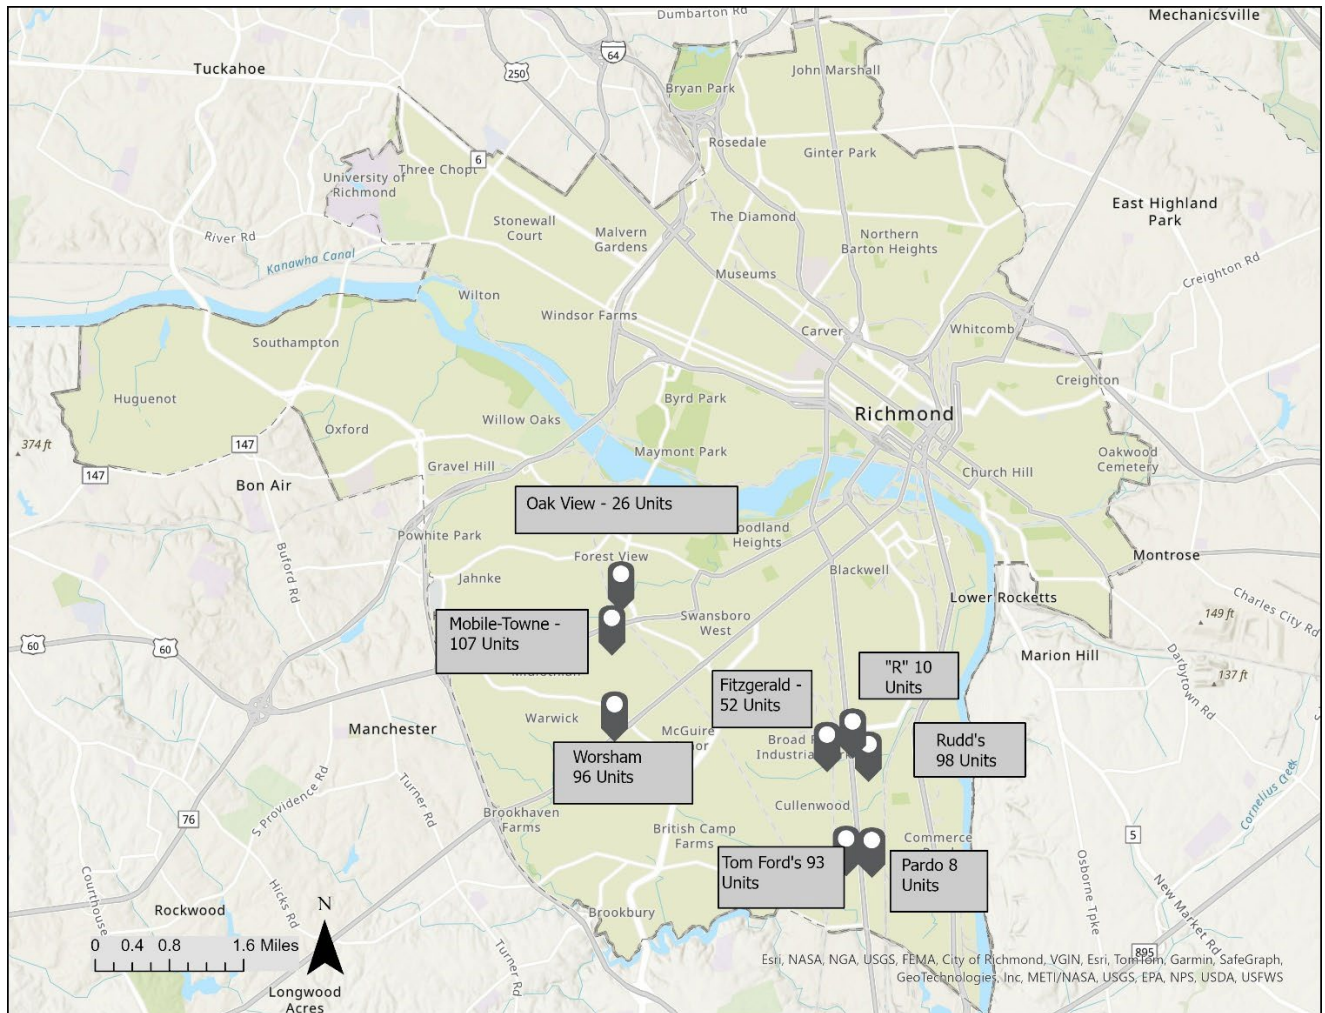 Dumbarton Rd
Mechanicsville
64
250
Tuckahoe
John Marshall
Bryan Park
Rosedale
Ginter Park
6
Three Chopt
University of
Richmond
East Highland
Park
Stonewall
Court
The Diamond
Malvern
Gardens
Northern
Barton Heights
River Rd
Kanawha Canal
Creighton Rd
Museums
Wilton
Windsor Farms
Carver
Whitcomb
Southampton
Creighton
Huguenot
Byrd Park
Richmond
Willow Oaks
Oxford
374 ft
147
147
Gravel Hill
Maymont Park
Oakwood
Cemetery
Church Hill
Bon Air
Oak View - 26 Units
Heights
Powhite Park
Forest View
Montrose
Buford Rd
Jahnke
Blackwell
Lower Rocketts
Charles City Rd
149 ft
Swansboro
West
Mobile-Towne -
107 Units
60
60
Marion Hill
Darbytown Rd
137 ft
"R" 10
Units
Fitzgerald -
52 Units
Warwick
Manchester
McGuire
Broad
Rudd's
98 Units
Worsham
96 Units
S Providence Rd
Turner Rd
Cullenwood
Cornelius Creek
Brookhaven
Farms
76
British Camp
Farms
Commerce
5
Tom Ford's 93
Units
Pardo 8
Units
Courthouse
Hicks Rd
Osborne Tpke
New Market Rd
Rockwood
Brookbury
N
0 0.4 0.8 1.6 Miles
Turner Rd
895
Longwood
Acres
Esri, NASA, NGA, USGS, FEMA, City of Richmond, VGIN, Esri, TomTom, Garmin, SafeGraph,
GeoTechnologies, Inc, METI/NASA, USGS, EPA, NPS, USDA, USFWS